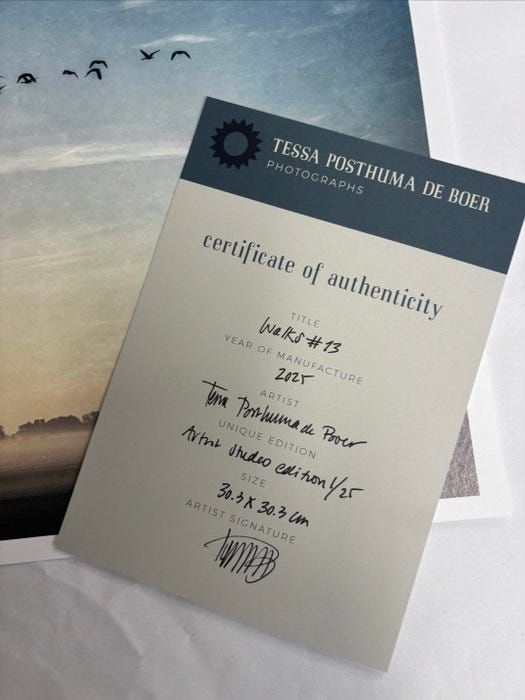 TESSA POSTHUMA DE BOER
PHOTOGRAPHS
certificate of authenticity
TITLE
Walks #13
YEAR OF MANUFACTURE
2025
ARTIST
Tessa Posthuma de Boer
UNIQUE EDITION
Artist studio edition 1/25
SIZE
30.3 X 30.3 cm
ARTIST SIGNATURE